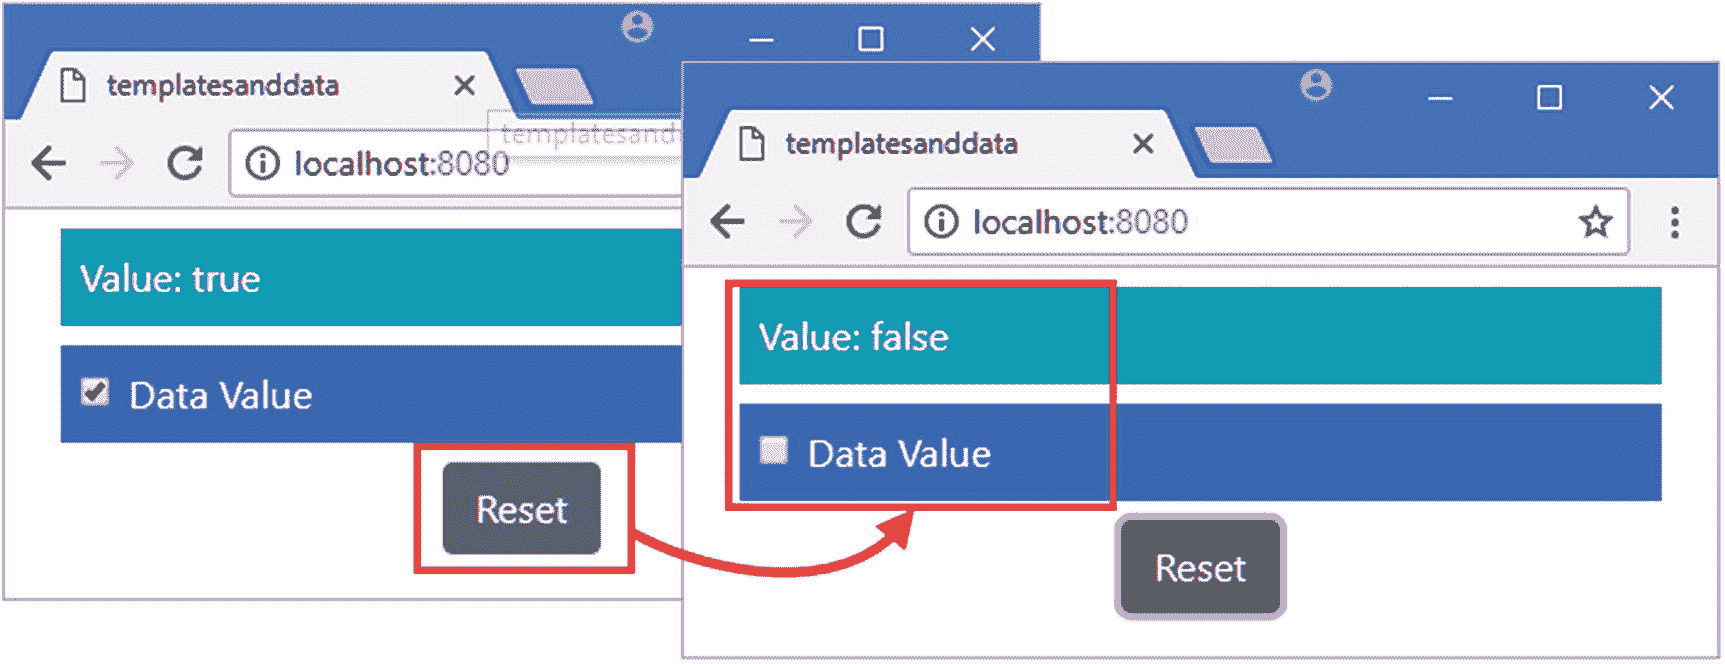 templatesanddata
templatesand
localhost:8080
Value: true
Data Value
Reset
templatesanddata
localhost:8080
Value: false
Data Value
Reset